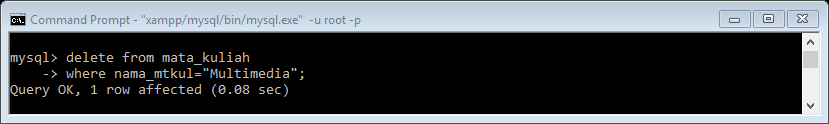 Command Prompt - "xampp/mysql/bin/mysql.exe" -u root -p
mysql> delete from mata_kuliah
    -> where nama_mtkul="Multimedia";
Query OK, 1 row affected (0.08 sec)